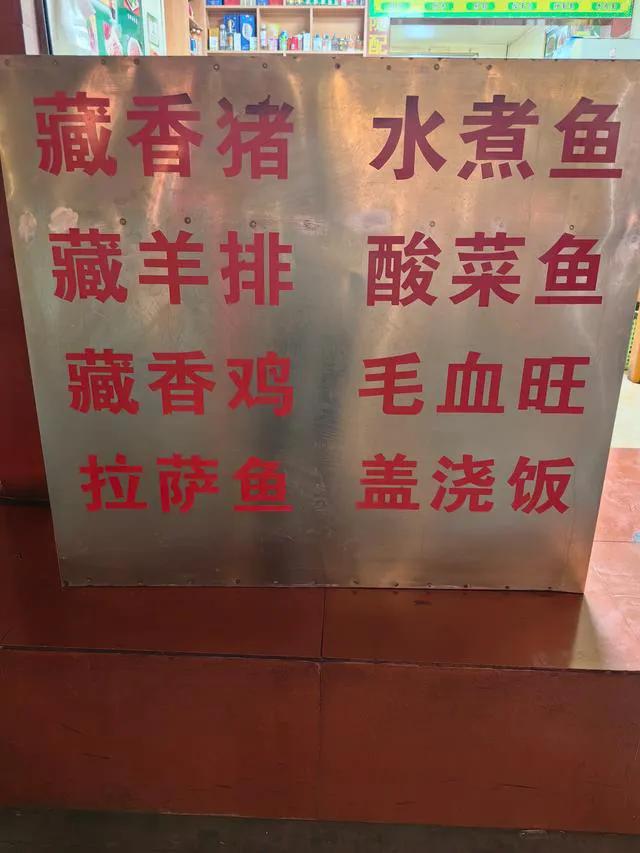 藏香猪 水煮鱼
藏羊排 酸菜鱼
藏香鸡 毛血旺
拉萨鱼 盖浇饭